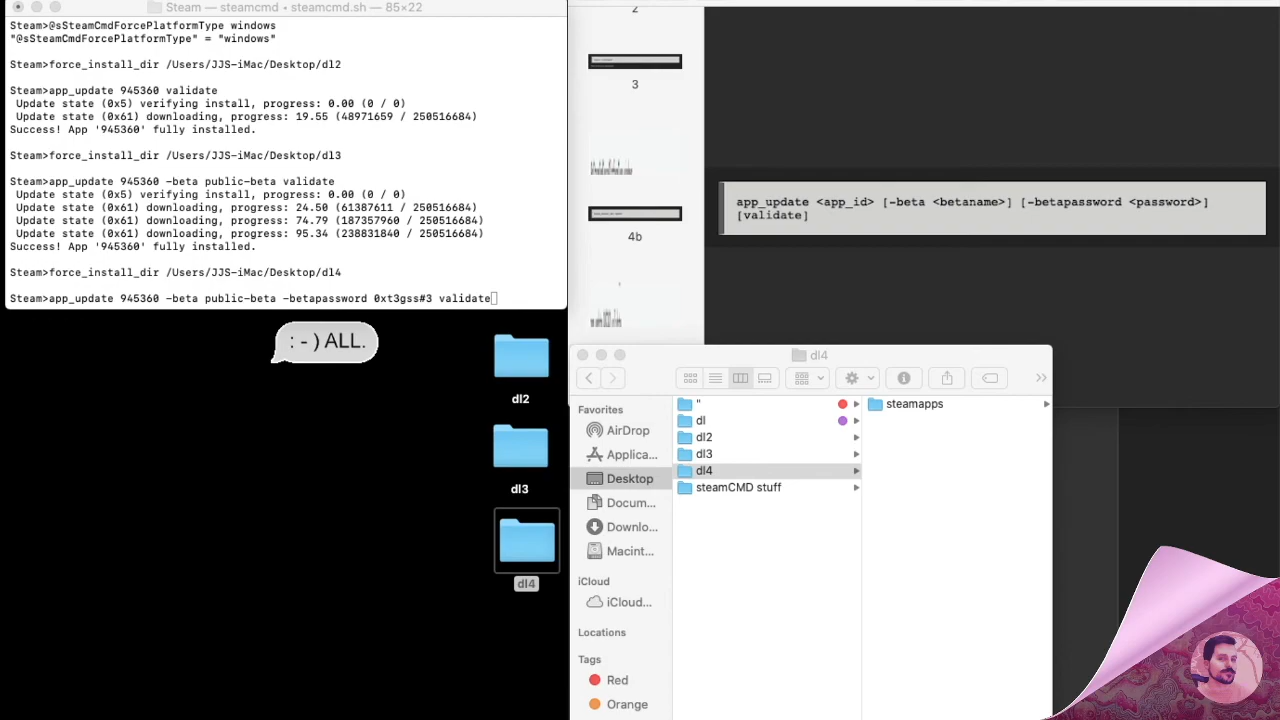 Steam — steamcmd ◂ steamcmd.sh — 85×22
Steam>@sSteamCmdForcePlatformType windows
"@sSteamCmdForcePlatformType" = "windows"
Steam>force_install_dir /Users/JJS-iMac/Desktop/dl2
Steam>app_update 945360 validate
Update state (0x5) verifying install, progress: 0.00 (0 / 0)
Update state (0x61) downloading, progress: 19.55 (48971659 / 250516684)
Success! App '945360' fully installed.
Steam>force_install_dir /Users/JJS-iMac/Desktop/dl3
Steam>app_update 945360 -beta public-beta validate
Update state (0x5) verifying install, progress: 0.00 (0 / 0)
Update state (0x61) downloading, progress: 24.50 (61387611 / 250516684)
Update state (0x61) downloading, progress: 74.79 (187357960 / 250516684)
Update state (0x61) downloading, progress: 95.34 (238831840 / 250516684)
Success! App '945360' fully installed.
Steam>force_install_dir /Users/JJS-iMac/Desktop/dl4
Steam>app_update 945360 -beta public-beta -betapassword 0xt3gss#3 validate
: - ) ALL.
dl2
dl3
dl4
2
3
4b
app_update <app_id> [-beta <betaname>] [-betapassword <password>]
[validate]
dl4
Favorites
AirDrop
Applica...
Desktop
Docum...
Downlo...
Macint...
iCloud
iCloud...
Locations
Tags
Red
Orange
"
dl
dl2
dl3
dl4
steamCMD stuff
steamapps